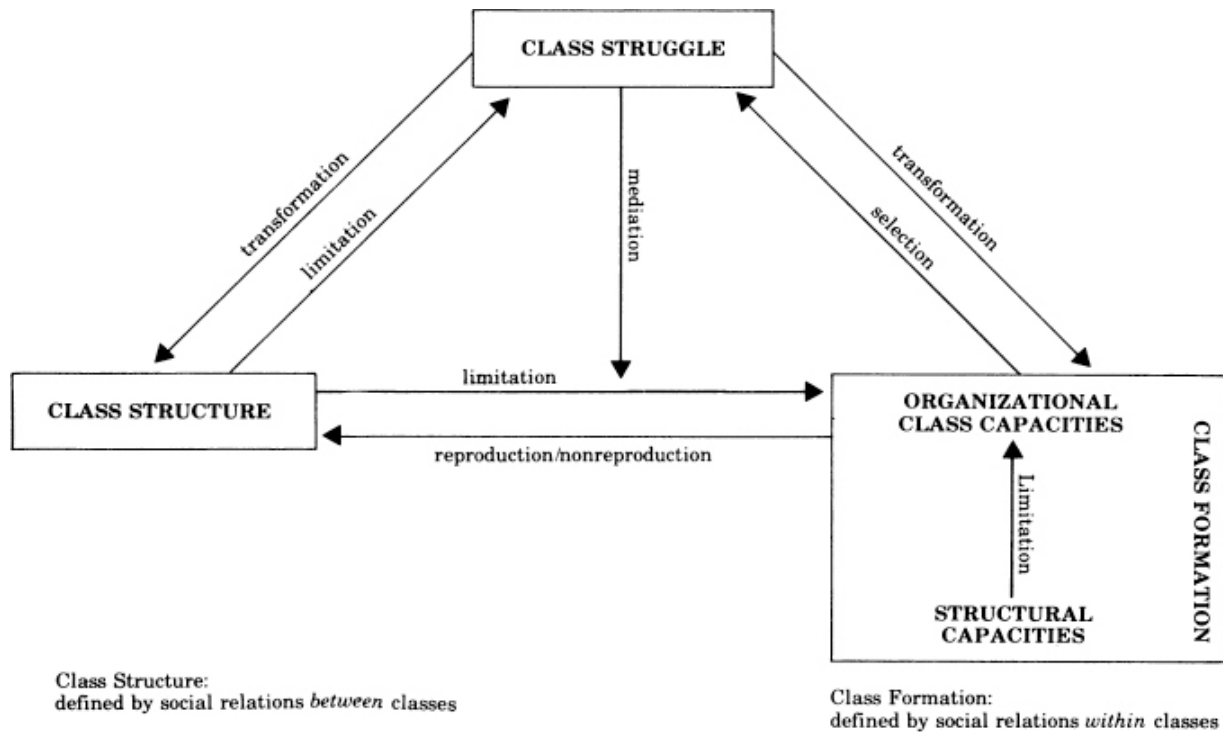 CLASS STRUGGLE
transformation
limitation
mediation
selection
transformation
CLASS STRUCTURE
limitation
reproduction/nonreproduction
ORGANIZATIONAL
CLASS CAPACITIES
Limitation
STRUCTURAL
CAPACITIES
CLASS FORMATION
Class Structure:
defined by social relations between classes
Class Formation:
defined by social relations within classes